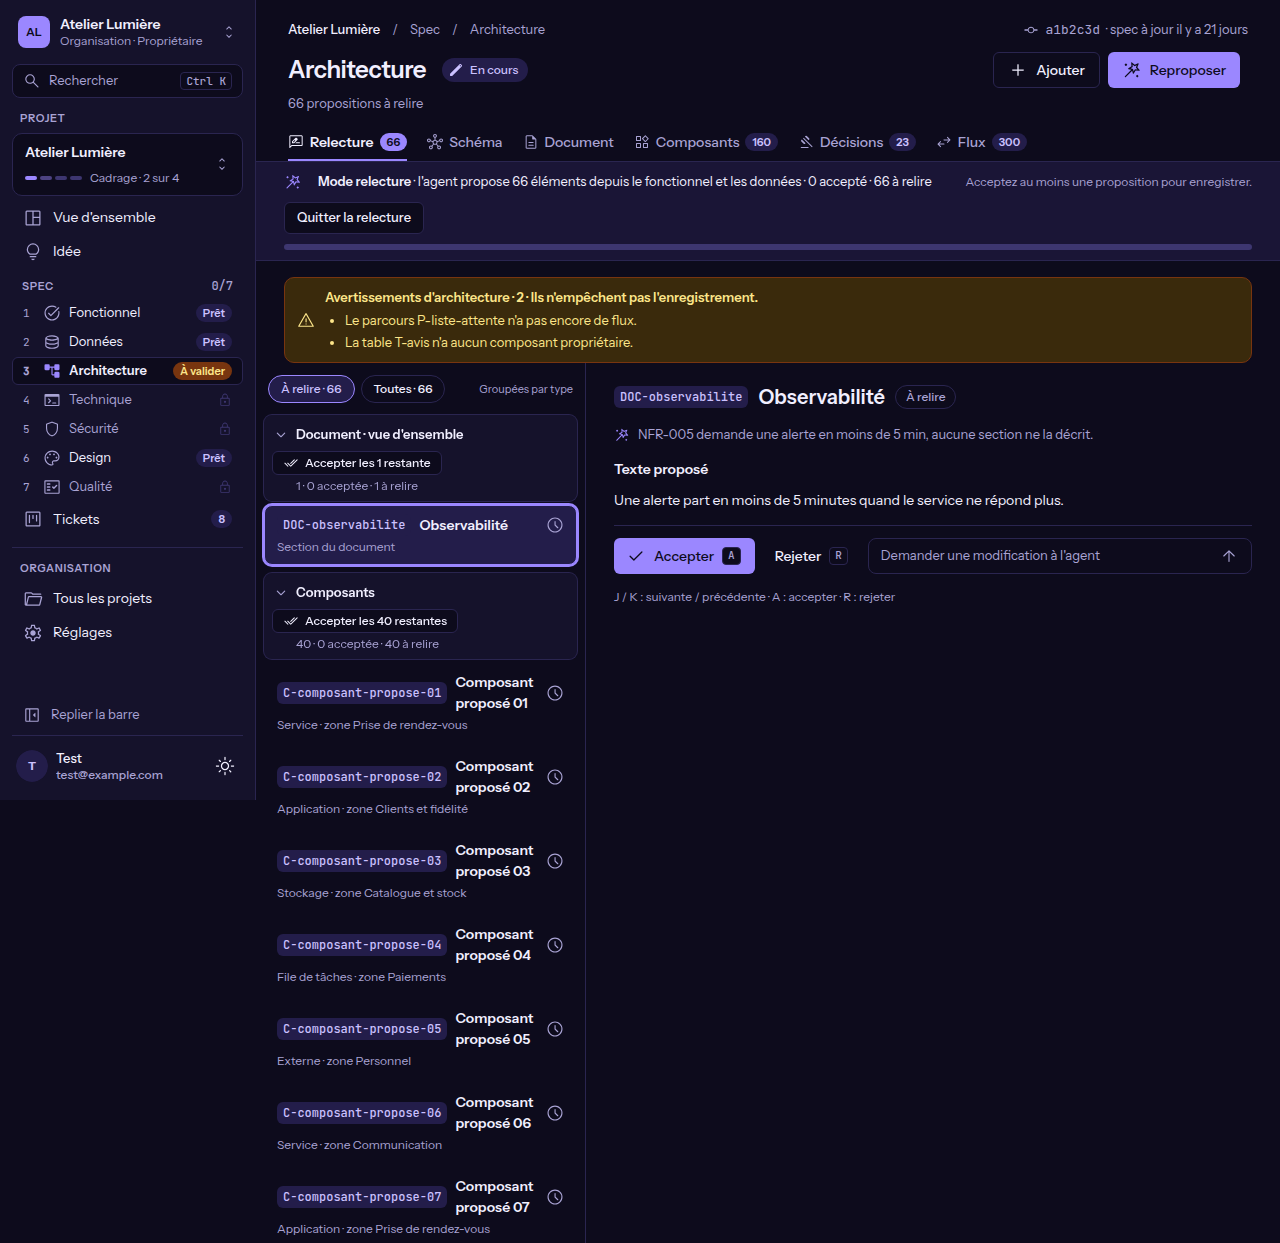 AL
Atelier Lumière
Organisation · Propriétaire
Rechercher
Ctrl K
PROJET
Atelier Lumière
Cadrage · 2 sur 4
Vue d'ensemble
Idée
SPEC 0/7
1 Fonctionnel Prêt
2 Données Prêt
3 Architecture À valider
4 Technique
5 Sécurité
6 Design Prêt
7 Qualité
Tickets 8
ORGANISATION
Tous les projets
Réglages
Replier la barre
T
Test
test@example.com
Atelier Lumière / Spec / Architecture
a1b2c3d · spec à jour il y a 21 jours
Architecture
En cours
Ajouter
Reproposer
66 propositions à relire
Relecture 66
Schéma
Document
Composants 160
Décisions 23
Flux 300
Mode relecture · l'agent propose 66 éléments depuis le fonctionnel et les données · 0 accepté · 66 à relire
Acceptez au moins une proposition pour enregistrer.
Quitter la relecture
Avertissements d'architecture · 2 · Ils n'empêchent pas l'enregistrement.
• Le parcours P-liste-attente n'a pas encore de flux.
• La table T-avis n'a aucun composant propriétaire.
À relire · 66
Toutes · 66
Groupées par type
Document · vue d'ensemble
Accepter les 1 restante
1 · 0 acceptée · 1 à relire
DOC-observabilite Observabilité
Section du document
Composants
Accepter les 40 restantes
40 · 0 acceptée · 40 à relire
C-composant-propose-01 Composant proposé 01
Service · zone Prise de rendez-vous
C-composant-propose-02 Composant proposé 02
Application · zone Clients et fidélité
C-composant-propose-03 Composant proposé 03
Stockage · zone Catalogue et stock
C-composant-propose-04 Composant proposé 04
File de tâches · zone Paiements
C-composant-propose-05 Composant proposé 05
Externe · zone Personnel
C-composant-propose-06 Composant proposé 06
Service · zone Communication
C-composant-propose-07 Composant proposé 07
Application · zone Prise de rendez-vous
DOC-observabilite Observabilité À relire
NFR-005 demande une alerte en moins de 5 min, aucune section ne la décrit.
Texte proposé
Une alerte part en moins de 5 minutes quand le service ne répond plus.
Accepter A
Rejeter R
Demander une modification à l'agent
J / K : suivante / précédente · A : accepter · R : rejeter